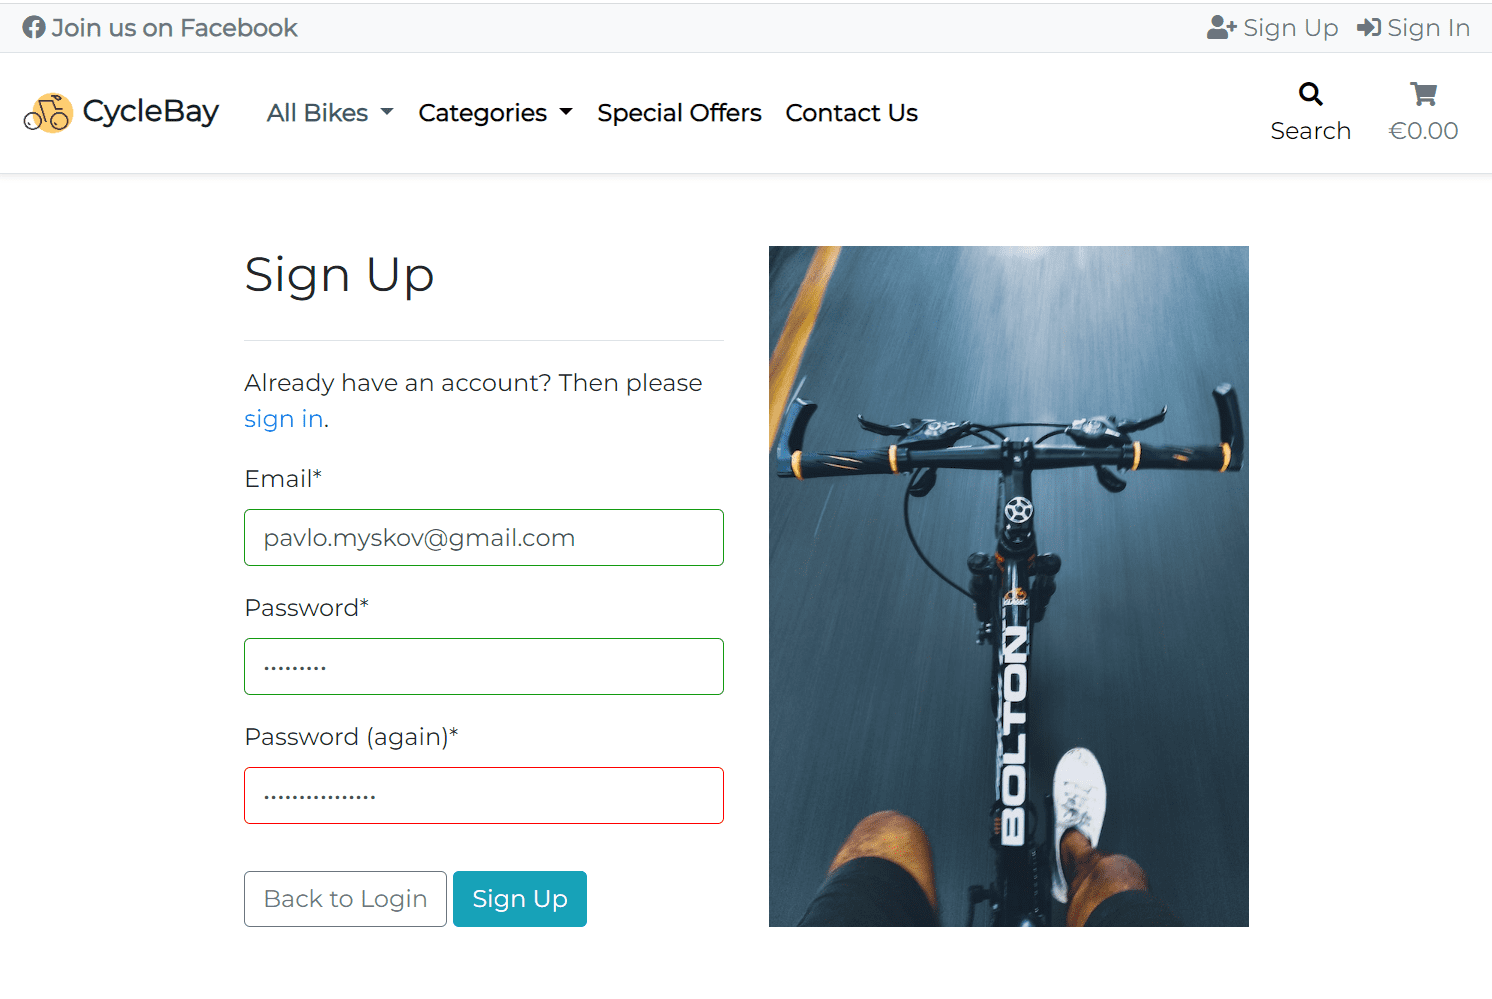 Join us on Facebook
Sign Up
Sign In
CycleBay
All Bikes
Categories
Special Offers
Contact Us
Search
€0.00
Sign Up
Already have an account? Then please
sign in.
Email*
pavlo.myskov@gmail.com
Password*
•••••••••
Password (again)*
••••••••••••••••
Back to Login
Sign Up
BOLTON